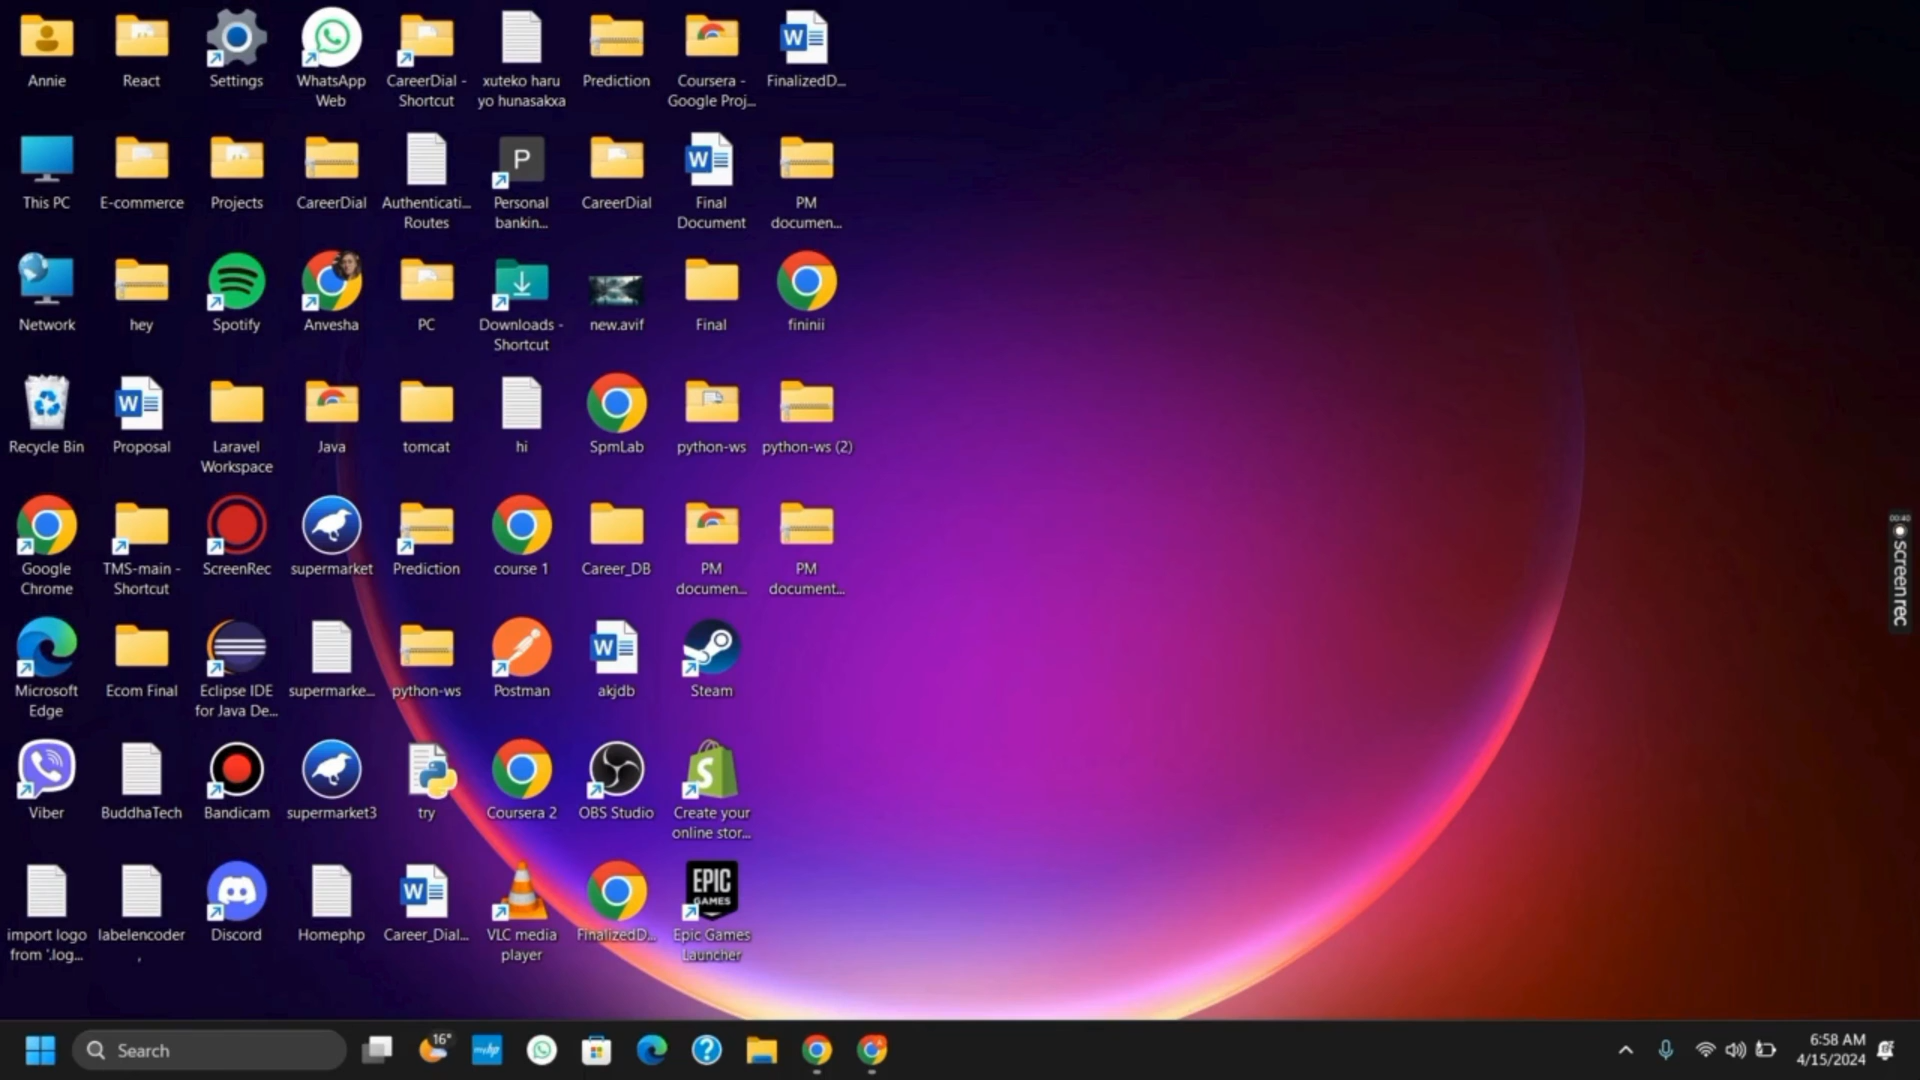 Annie
React
Settings
WhatsApp
Web
CareerDial -
Shortcut
xuteko haru
yo hunasakxa
Prediction
Coursera -
Google Proj...
FinalizedD...
This PC
E-commerce
Projects
CareerDial
Authenticati...
Routes
P
Personal
bankin...
CareerDial
Final
Document
PM
documen...
Network
hey
Spotify
Anvesha
PC
Downloads -
Shortcut
new.avif
Final
fininii
Recycle Bin
Proposal
Laravel
Workspace
Java
tomcat
hi
SpmLab
python-ws
python-ws (2)
Google
Chrome
TMS-main -
Shortcut
ScreenRec
supermarket
Prediction
course 1
Career_DB
PM
documen...
PM
document...
Microsoft
Edge
Ecom Final
Eclipse IDE
for Java De...
supermarke...
python-ws
Postman
akjdb
Steam
Viber
BuddhaTech
Bandicam
supermarket3
try
Coursera 2
OBS Studio
Create your
online stor...
import logo
from '.log...
labelencoder
,
Discord
Homephp
Career_Dial...
VLC media
player
FinalizedD...
EPIC
GAMES
Epic Games
Launcher
00:40
screenrec
Search
16°
myhp
6:58 AM
4/15/2024